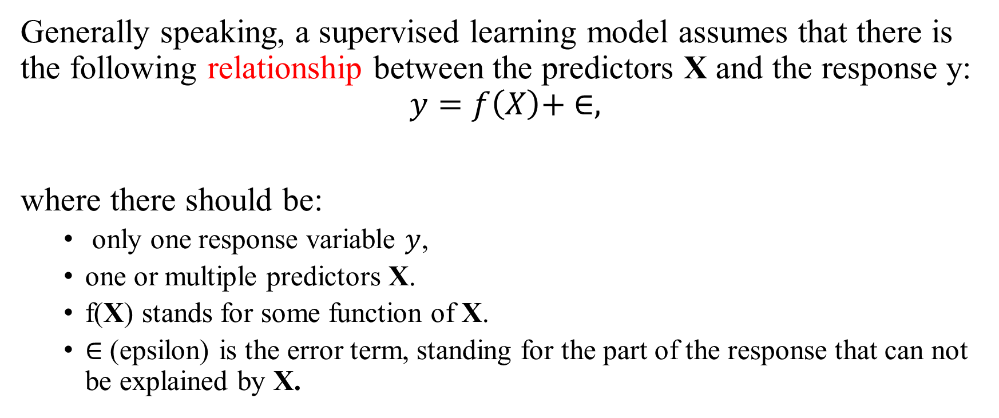 Generally speaking, a supervised learning model assumes that there is
the following relationship between the predictors X and the response y:
y = f(X)+ ∈,
where there should be:
• only one response variable y,
• one or multiple predictors X.
• f(X) stands for some function of X.
• ∈ (epsilon) is the error term, standing for the part of the response that can not
be explained by X.